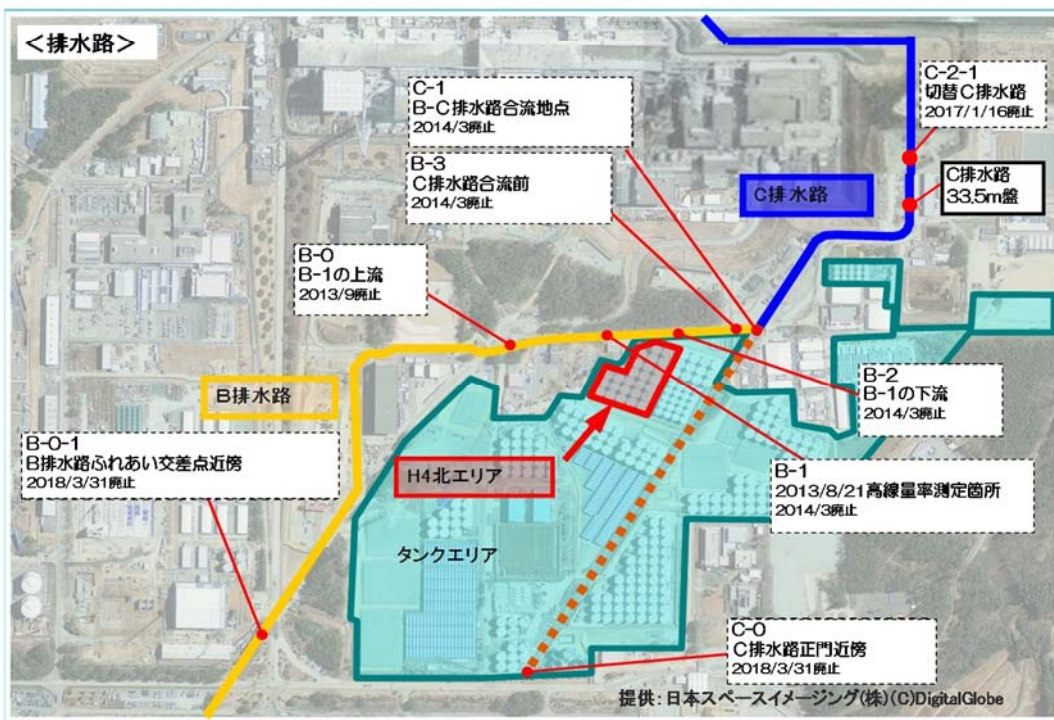 ＜排水路＞
C-1
B-C排水路合流地点
2014/3廃止
B-3
C排水路合流前
2014/3廃止
C-2-1
切替C排水路
2017/1/16廃止
C排水路
33.5m盤
C排水路
B-0
B-1の上流
2013/9廃止
B排水路
B-2
B-1の下流
2014/3廃止
B-0-1
B排水路ふれあい交差点近傍
2018/3/31廃止
H4北エリア
B-1
2013/8/21高線量率測定箇所
2014/3廃止
タンクエリア
C-0
C排水路正門近傍
2018/3/31廃止
提供：日本スペースイメージング(株)(C)DigitalGlobe